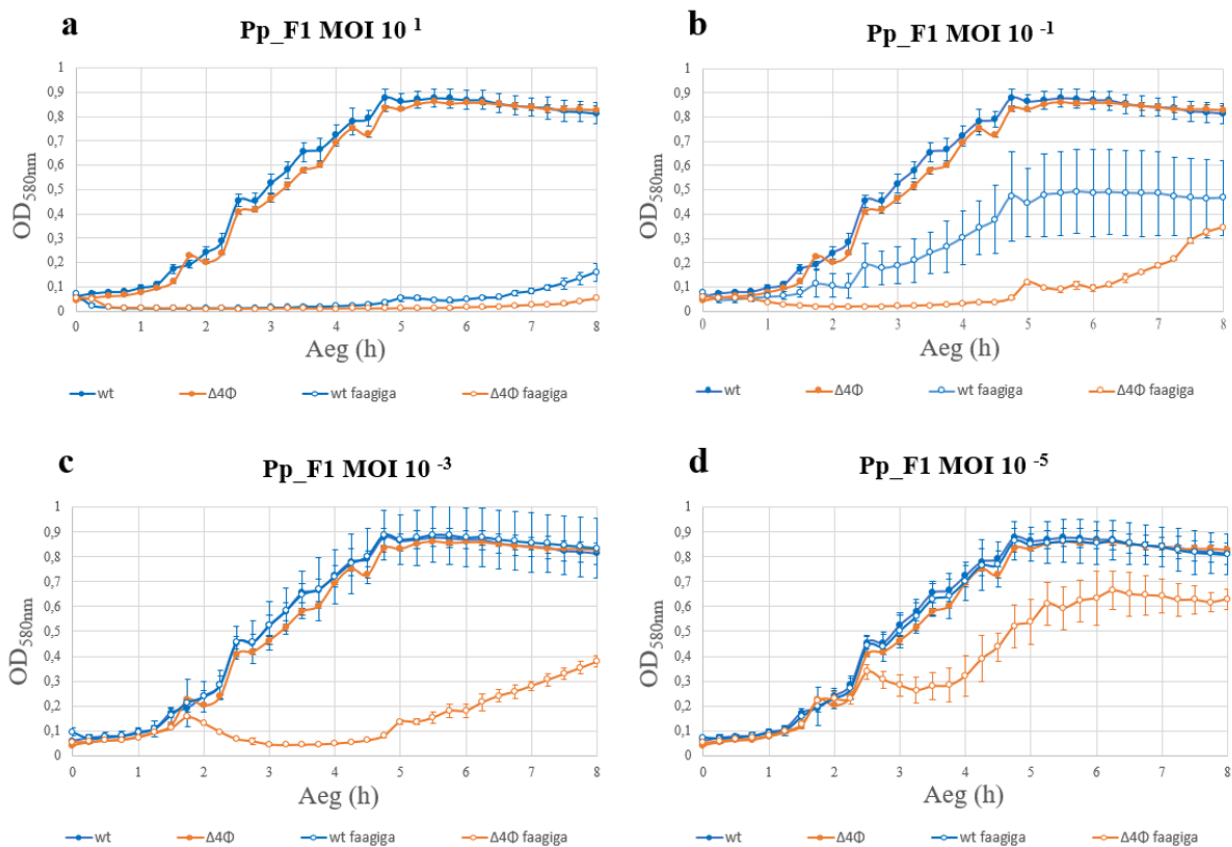 a
Pp_F1 MOI 10 ¹
OD580nm
1
0,9
0,8
0,7
0,6
0,5
0,4
0,3
0,2
0,1
0
0 1 2 3 4 5 6 7 8
Aeg (h)
wt Δ4Φ wt faagiga Δ4Φ faagiga
b
Pp_F1 MOI 10 ⁻¹
OD580nm
1
0,9
0,8
0,7
0,6
0,5
0,4
0,3
0,2
0,1
0
0 1 2 3 4 5 6 7 8
Aeg (h)
wt Δ4Φ wt faagiga Δ4Φ faagiga
c
Pp_F1 MOI 10 ⁻³
OD580nm
1
0,9
0,8
0,7
0,6
0,5
0,4
0,3
0,2
0,1
0
0 1 2 3 4 5 6 7 8
Aeg (h)
wt Δ4Φ wt faagiga Δ4Φ faagiga
d
Pp_F1 MOI 10 ⁻⁵
OD580nm
1
0,9
0,8
0,7
0,6
0,5
0,4
0,3
0,2
0,1
0
0 1 2 3 4 5 6 7 8
Aeg (h)
wt Δ4Φ wt faagiga Δ4Φ faagiga